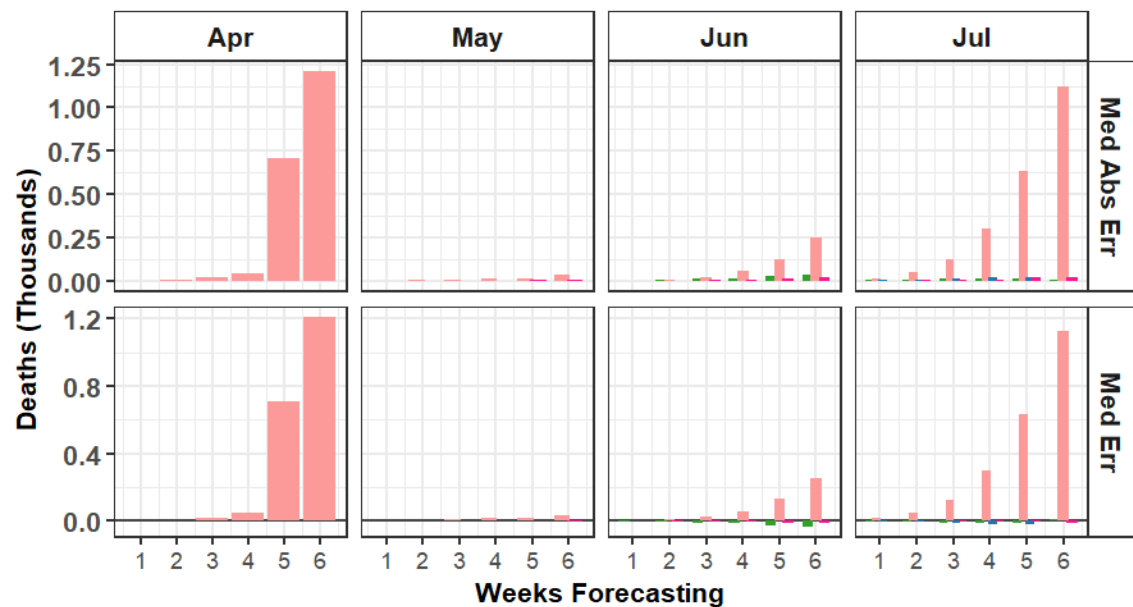 Apr May Jun Jul
Deaths (Thousands)
1.25
1.00
0.75
0.50
0.25
0.00
Med Abs Err
1.2
0.8
0.4
0.0
Med Err
1 2 3 4 5 6 1 2 3 4 5 6 1 2 3 4 5 6 1 2 3 4 5 6
Weeks Forecasting